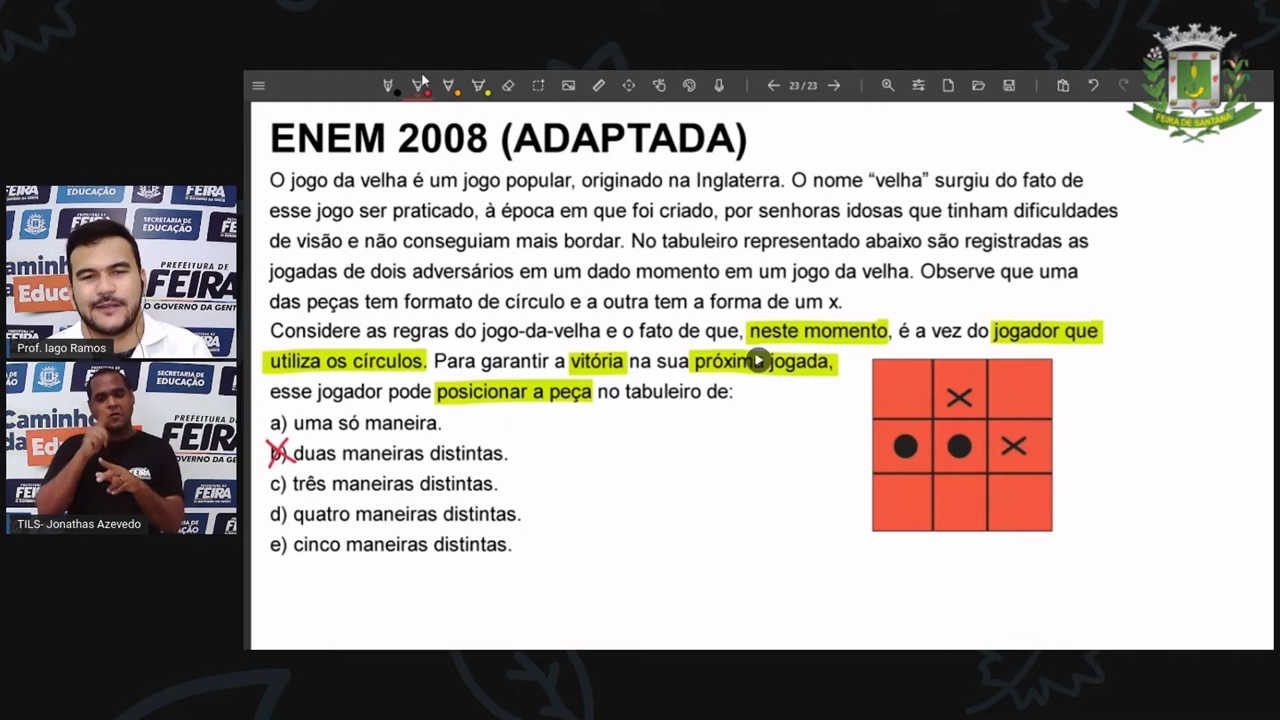 23 / 23
FEIRA DE SANTANA
ENEM 2008 (ADAPTADA)
O jogo da velha é um jogo popular, originado na Inglaterra. O nome “velha” surgiu do fato de
esse jogo ser praticado, à época em que foi criado, por senhoras idosas que tinham dificuldades
de visão e não conseguiam mais bordar. No tabuleiro representado abaixo são registradas as
jogadas de dois adversários em um dado momento em um jogo da velha. Observe que uma
das peças tem formato de círculo e a outra tem a forma de um x.
Considere as regras do jogo-da-velha e o fato de que, neste momento, é a vez do jogador que
utiliza os círculos. Para garantir a vitória na sua próxima jogada,
esse jogador pode posicionar a peça no tabuleiro de:
a) uma só maneira.
b) duas maneiras distintas.
c) três maneiras distintas.
d) quatro maneiras distintas.
e) cinco maneiras distintas.
SECRETARIA DE
EDUCAÇÃO
PREFEITURA DE
FEIRA
O GOVERNO DA GENTE
Prof. Iago Ramos
Caminho
FEIRA
TILS- Jonathas Azevedo